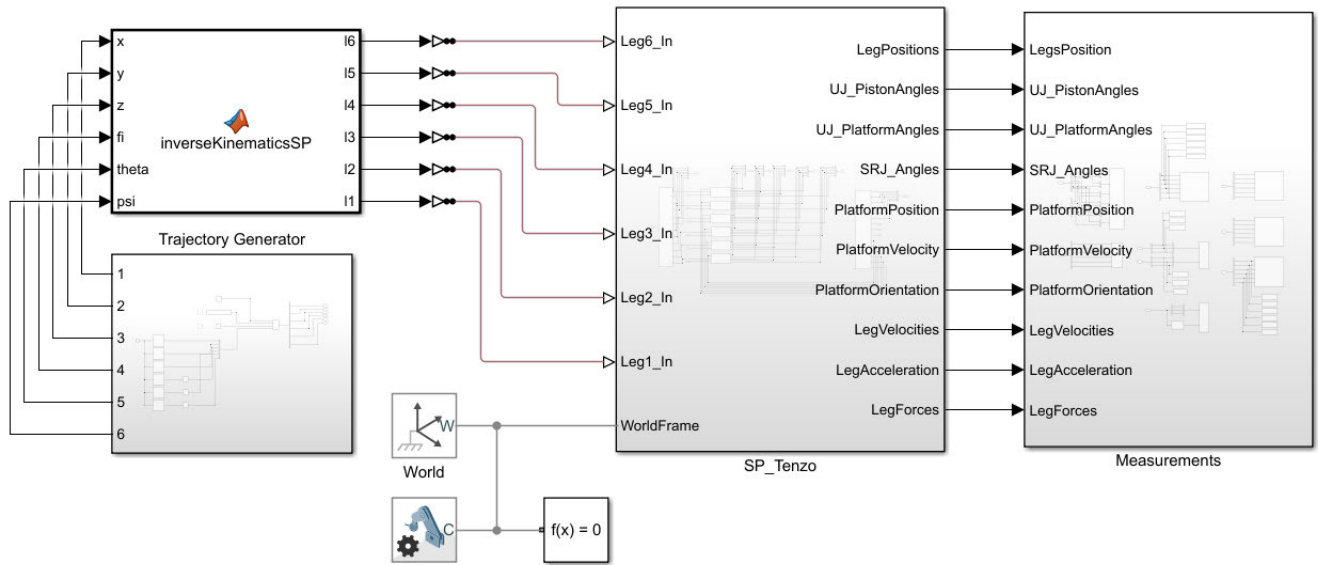 x
y
z
fi
theta
psi
inverseKinematicsSP
l6
l5
l4
l3
l2
l1
Trajectory Generator
1
2
3
4
5
6
Leg6_In
Leg5_In
Leg4_In
Leg3_In
Leg2_In
Leg1_In
WorldFrame
LegPositions
UJ_PistonAngles
UJ_PlatformAngles
SRJ_Angles
PlatformPosition
PlatformVelocity
PlatformOrientation
LegVelocities
LegAcceleration
LegForces
SP_Tenzo
LegsPosition
UJ_PistonAngles
UJ_PlatformAngles
SRJ_Angles
PlatformPosition
PlatformVelocity
PlatformOrientation
LegVelocities
LegAcceleration
LegForces
Measurements
W
World
C
f(x) = 0